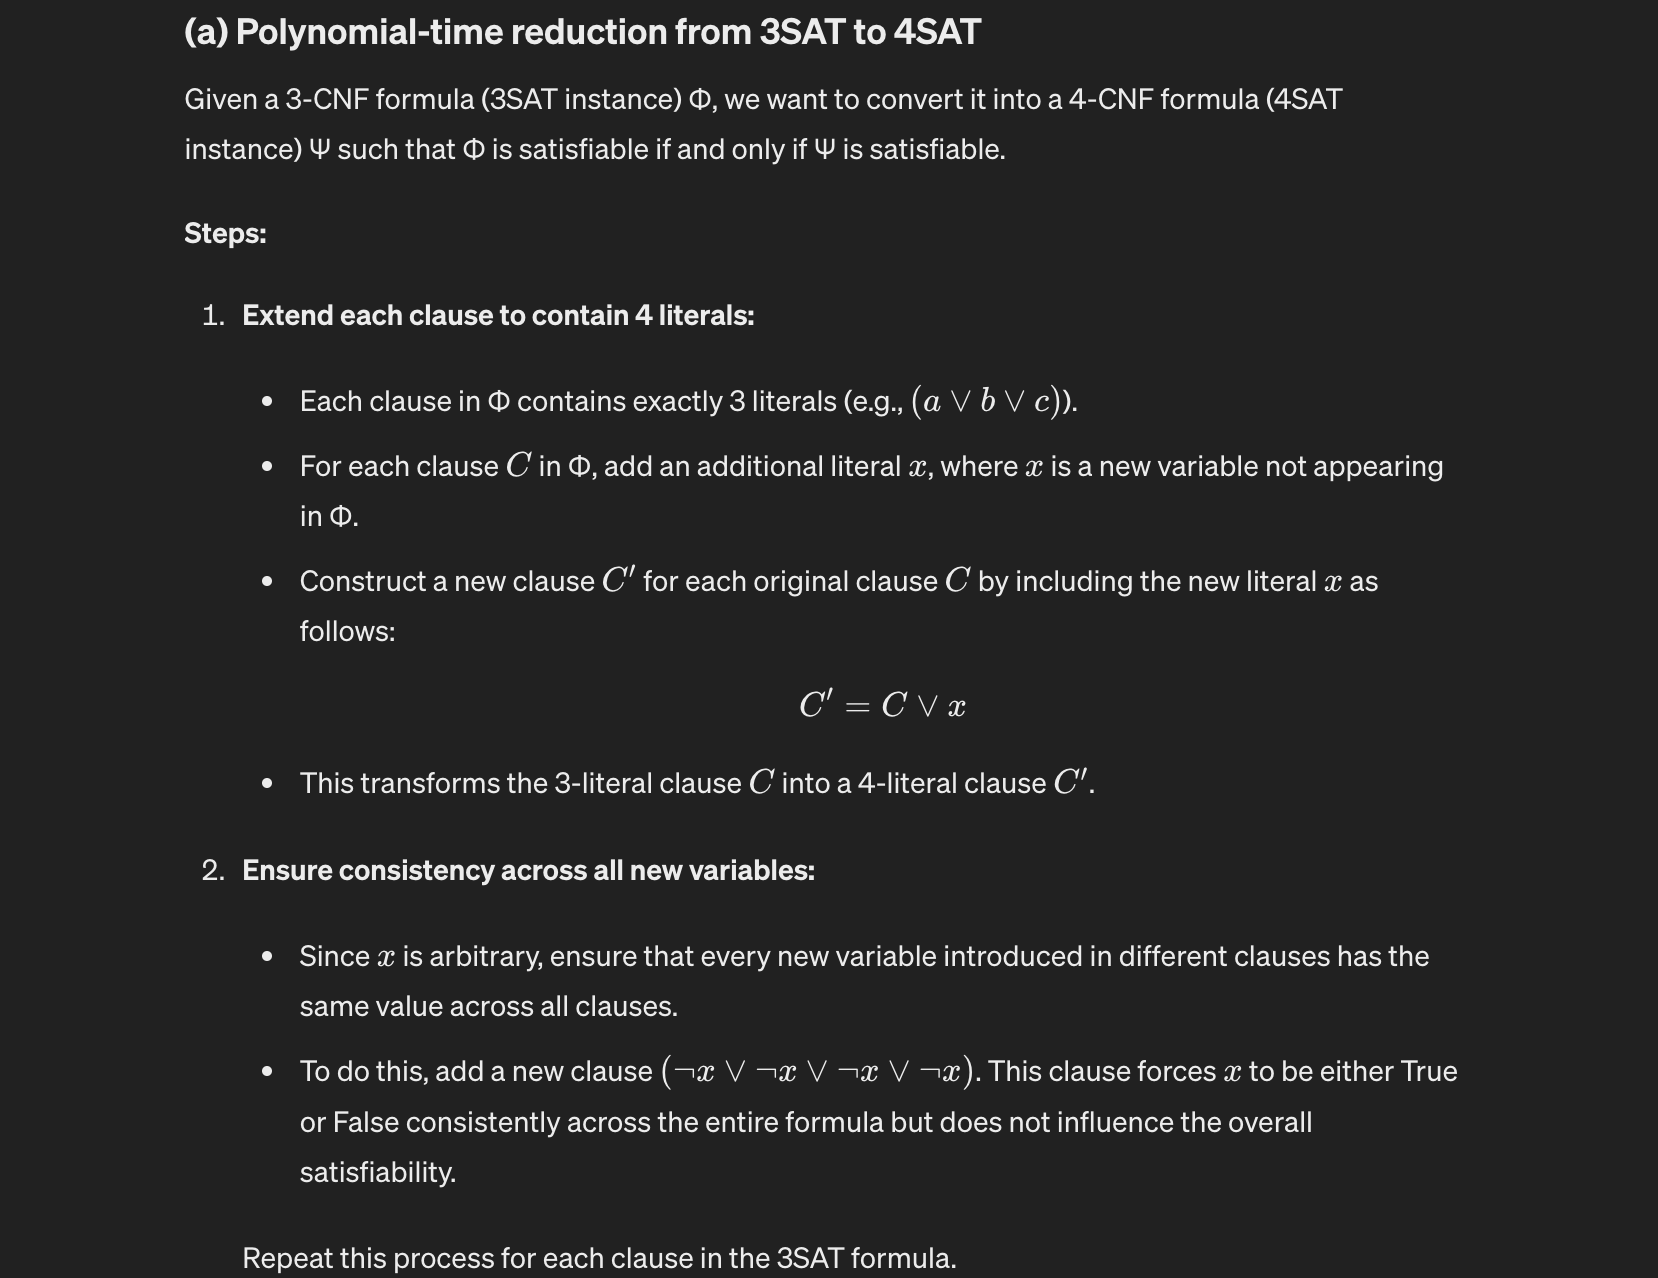 (a) Polynomial-time reduction from 3SAT to 4SAT
Given a 3-CNF formula (3SAT instance) Φ, we want to convert it into a 4-CNF formula (4SAT
instance) Ψ such that Φ is satisfiable if and only if Ψ is satisfiable.
Steps:
1. Extend each clause to contain 4 literals:
• Each clause in Φ contains exactly 3 literals (e.g., (a ∨ b ∨ c)).
• For each clause C in Φ, add an additional literal x, where x is a new variable not appearing
in Φ.
• Construct a new clause C′ for each original clause C by including the new literal x as
follows:
C′ = C ∨ x
• This transforms the 3-literal clause C into a 4-literal clause C′.
2. Ensure consistency across all new variables:
• Since x is arbitrary, ensure that every new variable introduced in different clauses has the
same value across all clauses.
• To do this, add a new clause (¬x ∨ ¬x ∨ ¬x ∨ ¬x). This clause forces x to be either True
or False consistently across the entire formula but does not influence the overall
satisfiability.
Repeat this process for each clause in the 3SAT formula.